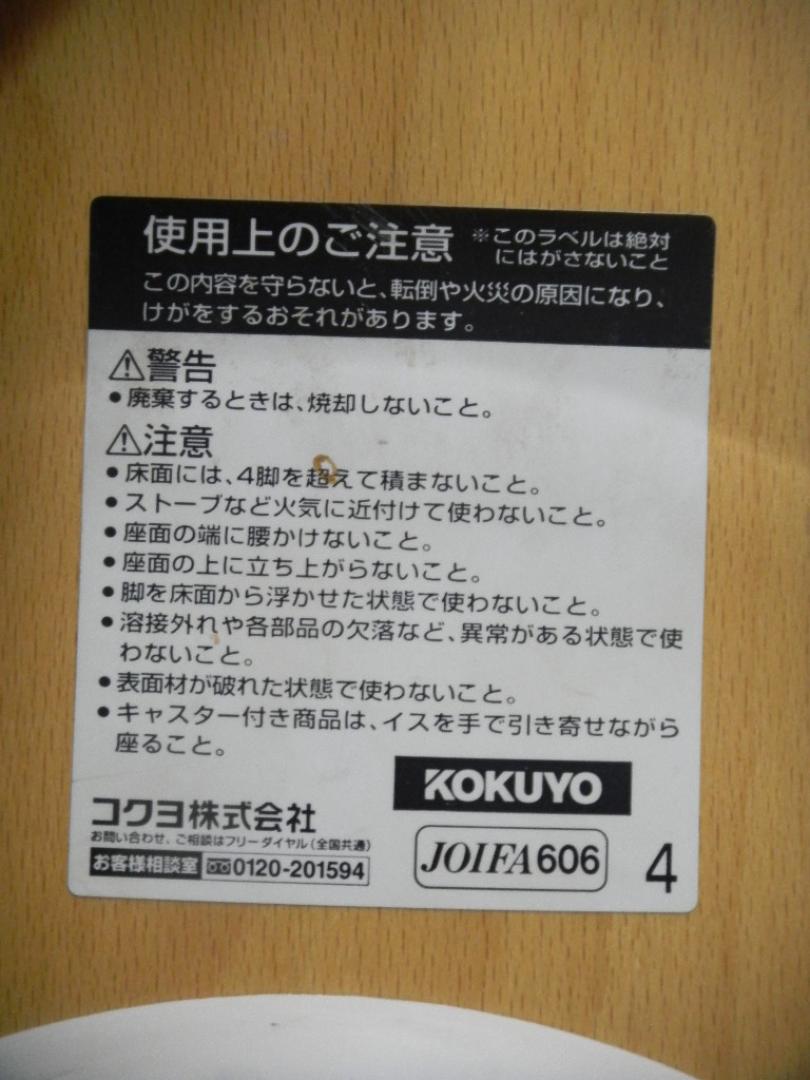 使用上のご注意 ※このラベルは絶対
にはがさないこと
この内容を守らないと、転倒や火災の原因になり、
けがをするおそれがあります。
⚠警告
●廃棄するときは、焼却しないこと。
⚠注意
●床面には、4脚を超えて積まないこと。
●ストーブなど火気に近付けて使わないこと。
●座面の端に腰かけないこと。
●座面の上に立ち上がらないこと。
●脚を床面から浮かせた状態で使わないこと。
●溶接外れや各部品の欠落など、異常がある状態で使
わないこと。
●表面材が破れた状態で使わないこと。
●キャスター付き商品は、イスを手で引き寄せながら
座ること。
KOKUYO
コクヨ株式会社
お問い合わせ、ご相談はフリーダイヤル(全国共通)
お客様相談室 0120-201594
JOIFA606
4